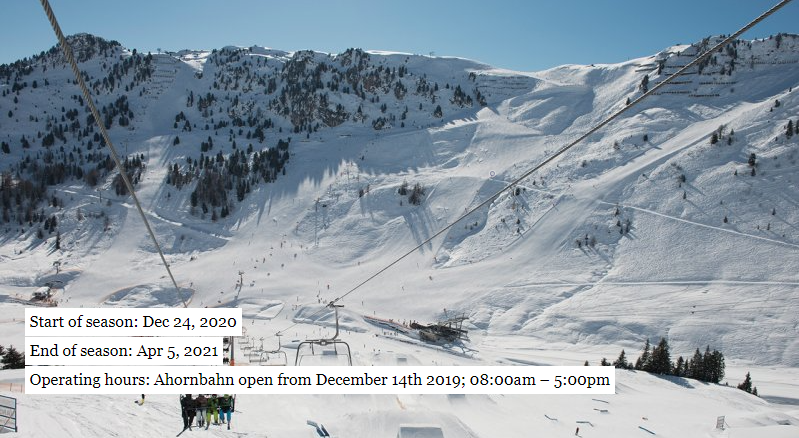 Start of season: Dec 24, 2020
End of season: Apr 5, 2021
Operating hours: Ahornbahn open from December 14th 2019; 08:00am – 5:00pm